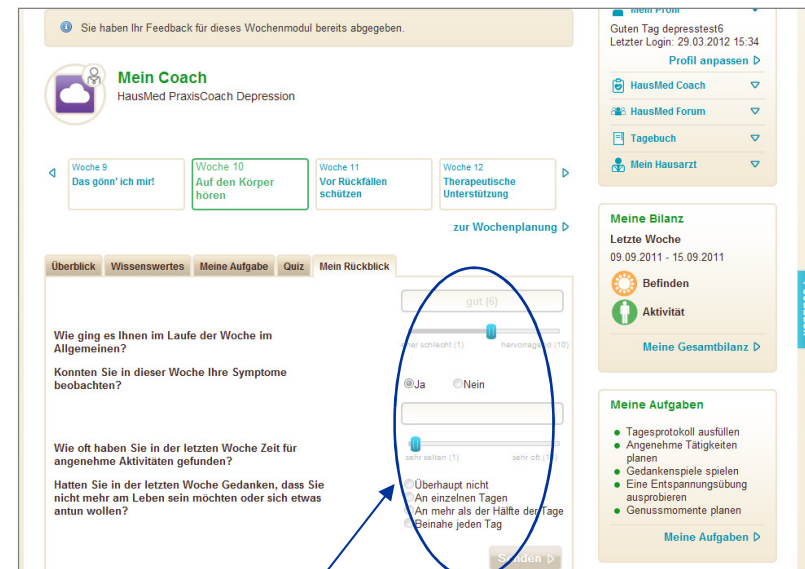 Sie haben Ihr Feedback für dieses Wochenmodul bereits abgegeben.
Mein Coach
HausMed PraxisCoach Depression
Woche 9
Das gönn' ich mir!
Woche 10
Auf den Körper
hören
Woche 11
Vor Rückfällen
schützen
Woche 12
Therapeutische
Unterstützung
zur Wochenplanung
Überblick
Wissenswertes
Meine Aufgabe
Quiz
Mein Rückblick
gut (6)
Wie ging es Ihnen im Laufe der Woche im
Allgemeinen?
schlecht (1)
hervorragend (10)
Konnten Sie in dieser Woche Ihre Symptome
beobachten?
Ja
Nein
Wie oft haben Sie in der letzten Woche Zeit für
angenehme Aktivitäten gefunden?
sehr selten (1)
sehr oft
Hatten Sie in der letzten Woche Gedanken, dass Sie
nicht mehr am Leben sein möchten oder sich etwas
antun wollen?
Überhaupt nicht
An einzelnen Tagen
An mehr als der Hälfte der Tage
Beinahe jeden Tag
Senden
Mein Profil
Guten Tag depresstest6
Letzter Login: 29.03.2012 15:34
Profil anpassen
HausMed Coach
HausMed Forum
Tagebuch
Mein Hausarzt
Meine Bilanz
Letzte Woche
09.09.2011 - 15.09.2011
Befinden
Aktivität
Meine Gesamtbilanz
Meine Aufgaben
Tagesprotokoll ausfüllen
Angenehme Tätigkeiten
planen
Gedankenspiele spielen
Eine Entspannungsübung
ausprobieren
Genussmomente planen
Meine Aufgaben